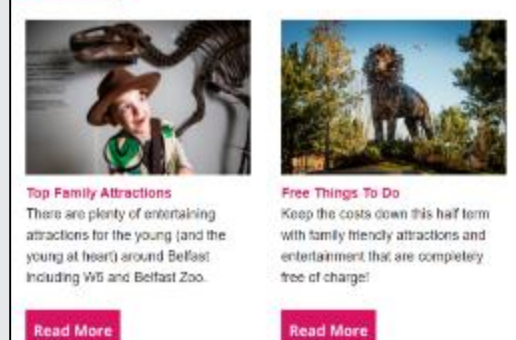 Top Family Attractions
There are plenty of entertaining
attractions for the young (and the
young at heart) around Belfast
including W5 and Belfast Zoo.
Read More
Free Things To Do
Keep the costs down this half term
with family friendly attractions and
entertainment that are completely
free of charge!
Read More